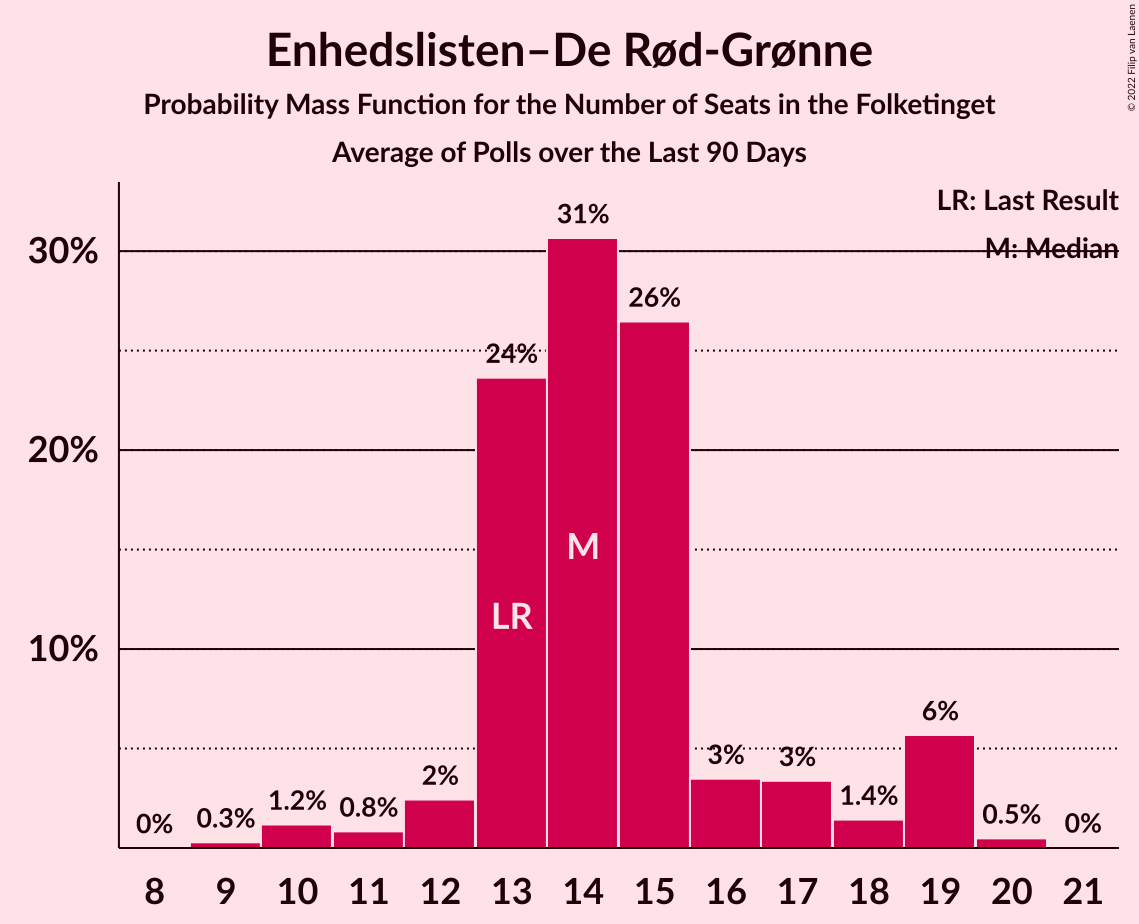 Enhedslisten–De Rød-Grønne
Probability Mass Function for the Number of Seats in the Folketinget
Average of Polls over the Last 90 Days
© 2022 Filip van Laenen
LR: Last Result
M: Median
30%
20%
10%
0%
0.3%
1.2%
0.8%
2%
24%
31%
26%
3%
3%
1.4%
6%
0.5%
0%
LR
M
8 9 10 11 12 13 14 15 16 17 18 19 20 21